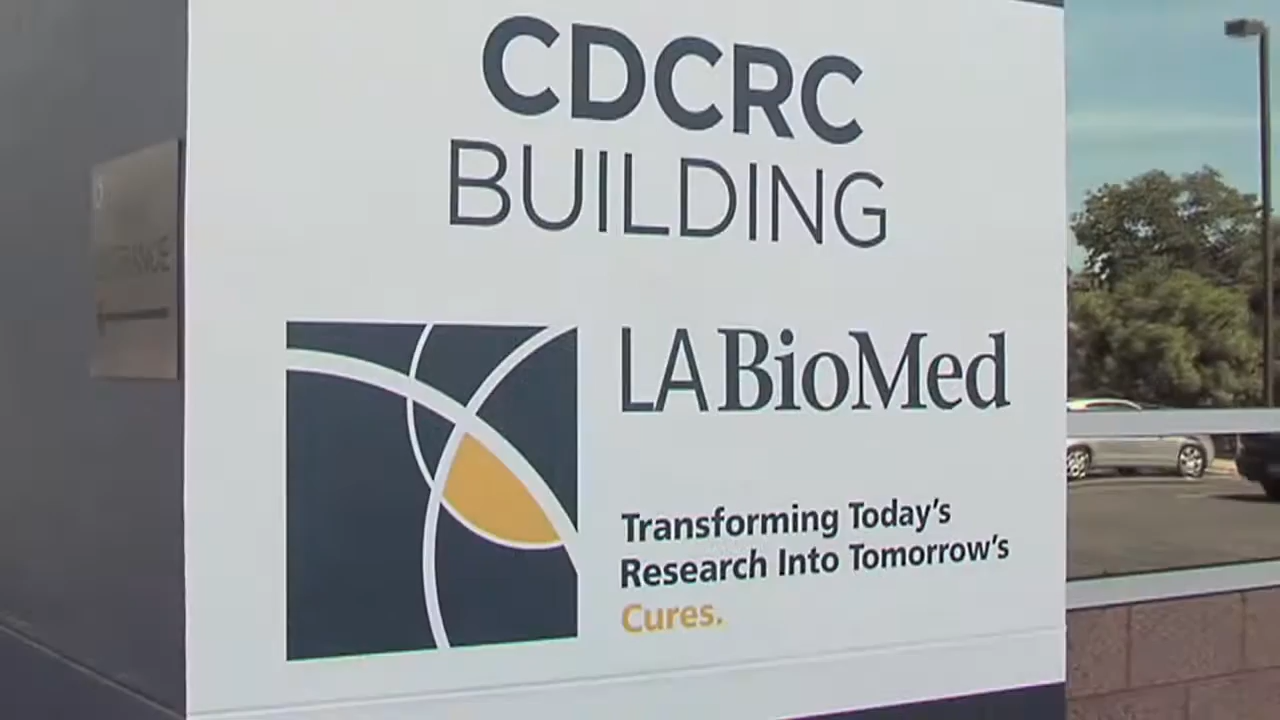 CDCRC
BUILDING
LABioMed
Transforming Today's
Research Into Tomorrow's
Cures.